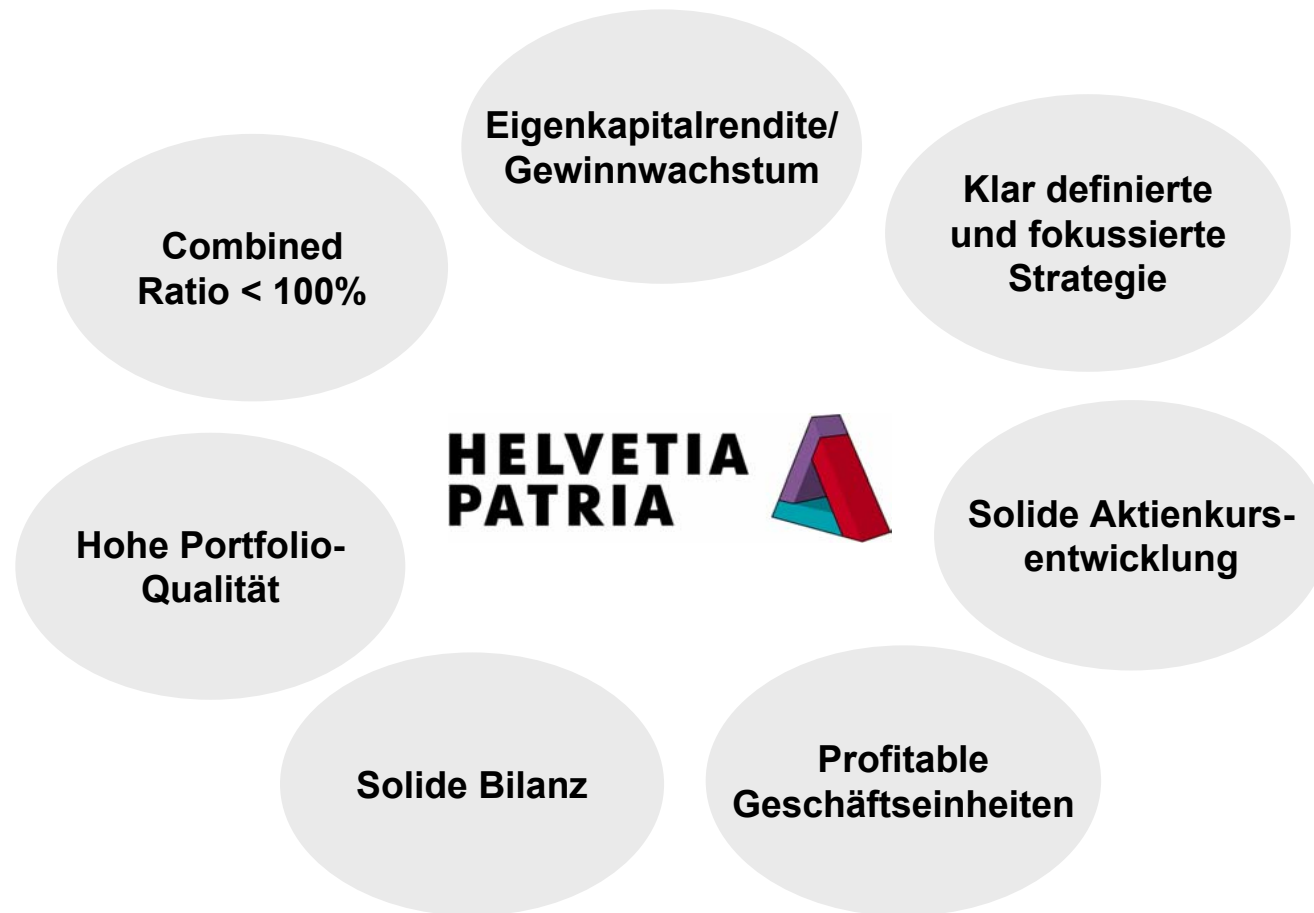 Eigenkapitalrendite/
Gewinnwachstum
Klar definierte
und fokussierte
Strategie
Combined
Ratio < 100%
HELVETIA
PATRIA
Solide Aktienkurs-
entwicklung
Hohe Portfolio-
Qualität
Profitable
Geschäftseinheiten
Solide Bilanz